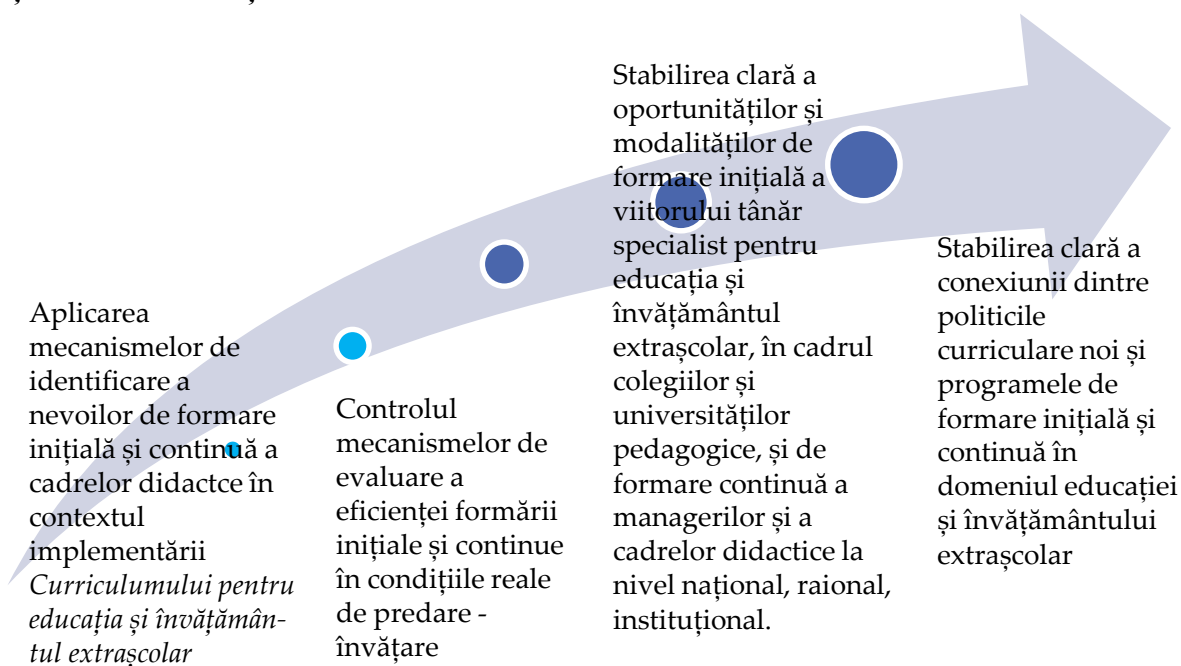 Aplicarea
mecanismelor de
identificare a
nevoilor de formare
inițială și continuă a
cadrelor didactce în
contextul
implementării
Curriculumului pentru
educația și învățămân-
tul extrașcolar
Controlul
mecanismelor de
evaluare a
eficienței formării
inițiale și continue
în condițiile reale
de predare -
învățare
Stabilirea clară a
oportunităților și
modalităților de
formare inițială a
viitorului tânăr
specialist pentru
educația și
învățământul
extrașcolar, în cadrul
colegiilor și
universităților
pedagogice, și de
formare continuă a
managerilor și a
cadrelor didactice la
nivel național, raional,
instituțional.
Stabilirea clară a
conexiunii dintre
politicile
curriculare noi și
programele de
formare inițială și
continuă în
domeniul educației
și învățământului
extrașcolar